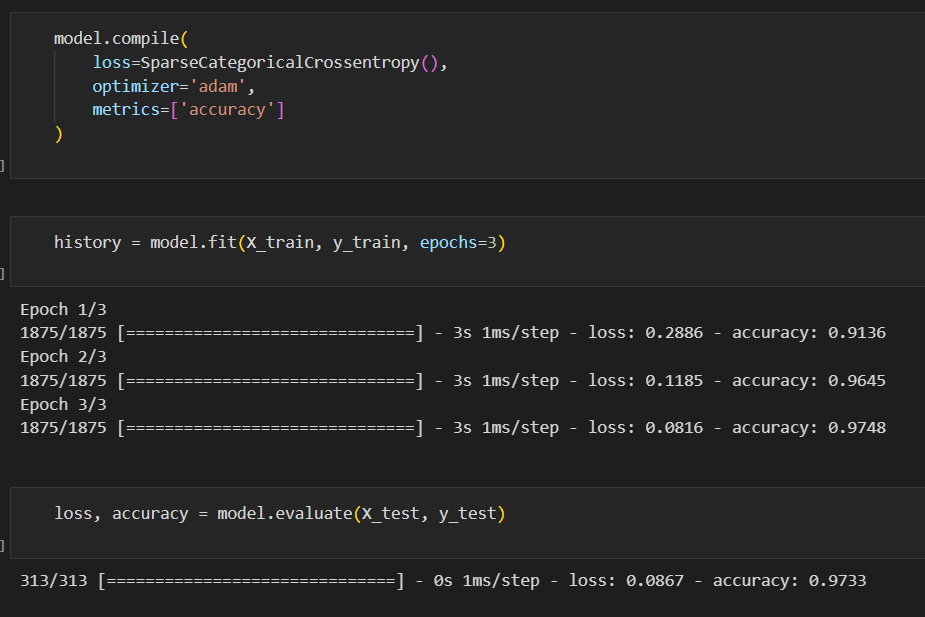 model.compile(
    loss=SparseCategoricalCrossentropy(),
    optimizer='adam',
    metrics=['accuracy']
)
]
history = model.fit(X_train, y_train, epochs=3)
]
Epoch 1/3
1875/1875 [==============================] - 3s 1ms/step - loss: 0.2886 - accuracy: 0.9136
Epoch 2/3
1875/1875 [==============================] - 3s 1ms/step - loss: 0.1185 - accuracy: 0.9645
Epoch 3/3
1875/1875 [==============================] - 3s 1ms/step - loss: 0.0816 - accuracy: 0.9748
loss, accuracy = model.evaluate(X_test, y_test)
]
313/313 [==============================] - 0s 1ms/step - loss: 0.0867 - accuracy: 0.9733